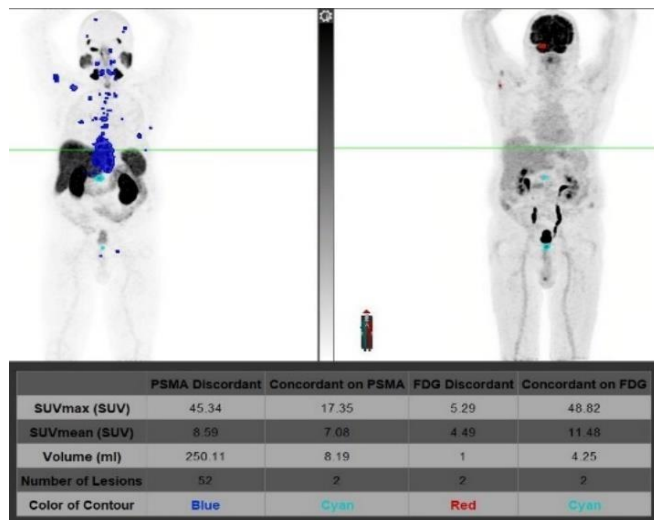 PSMA Discordant Concordant on PSMA FDG Discordant Concordant on FDG
SUVmax (SUV) 45.34 17.35 5.29 48.82
SUVmean (SUV) 8.59 7.08 4.49 11.48
Volume (ml) 250.11 8.19 1 4.25
Number of Lesions 52 2 2 2
Color of Contour Blue Cyan Red Cyan